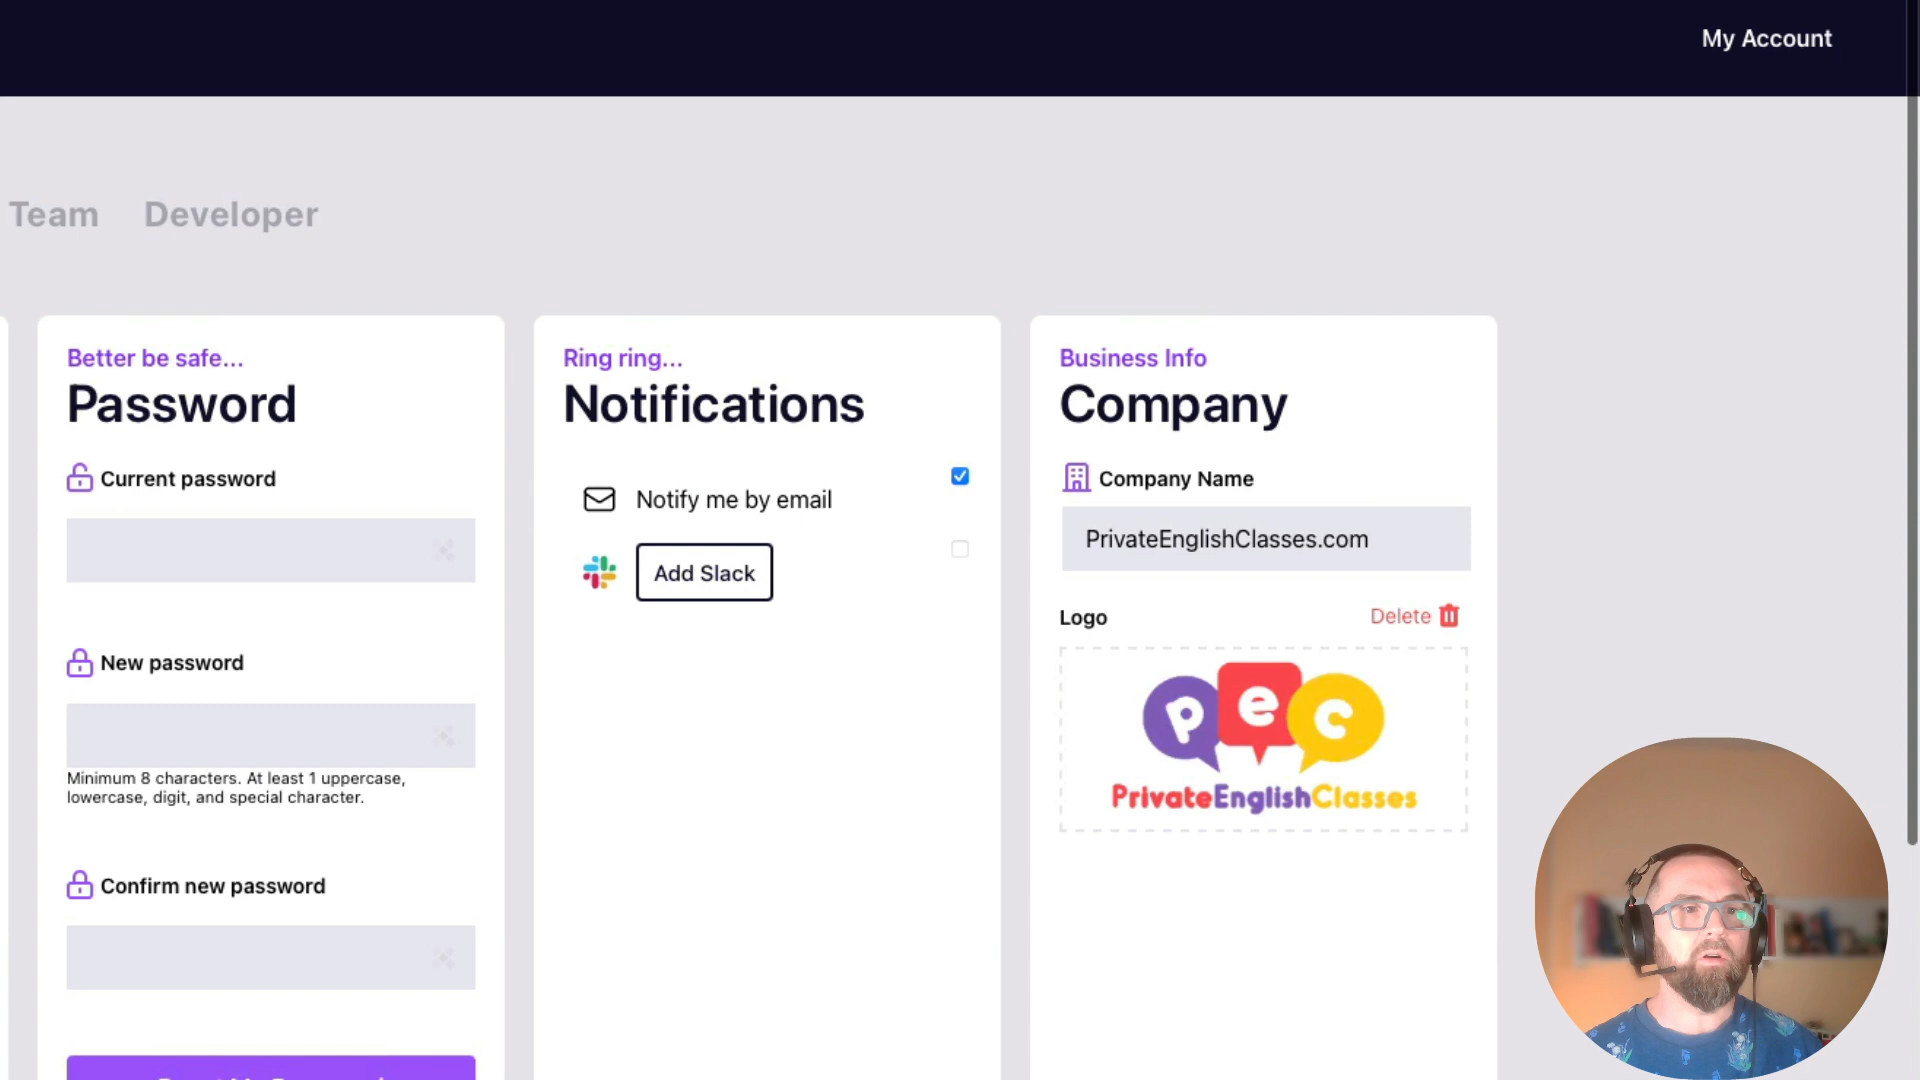 My Account
Team
Developer
Better be safe...
Password
Current password
New password
Minimum 8 characters. At least 1 uppercase,
lowercase, digit, and special character.
Confirm new password
Ring ring...
Notifications
Notify me by email
Add Slack
Business Info
Company
Company Name
PrivateEnglishClasses.com
Logo
Delete
p e c
PrivateEnglishClasses